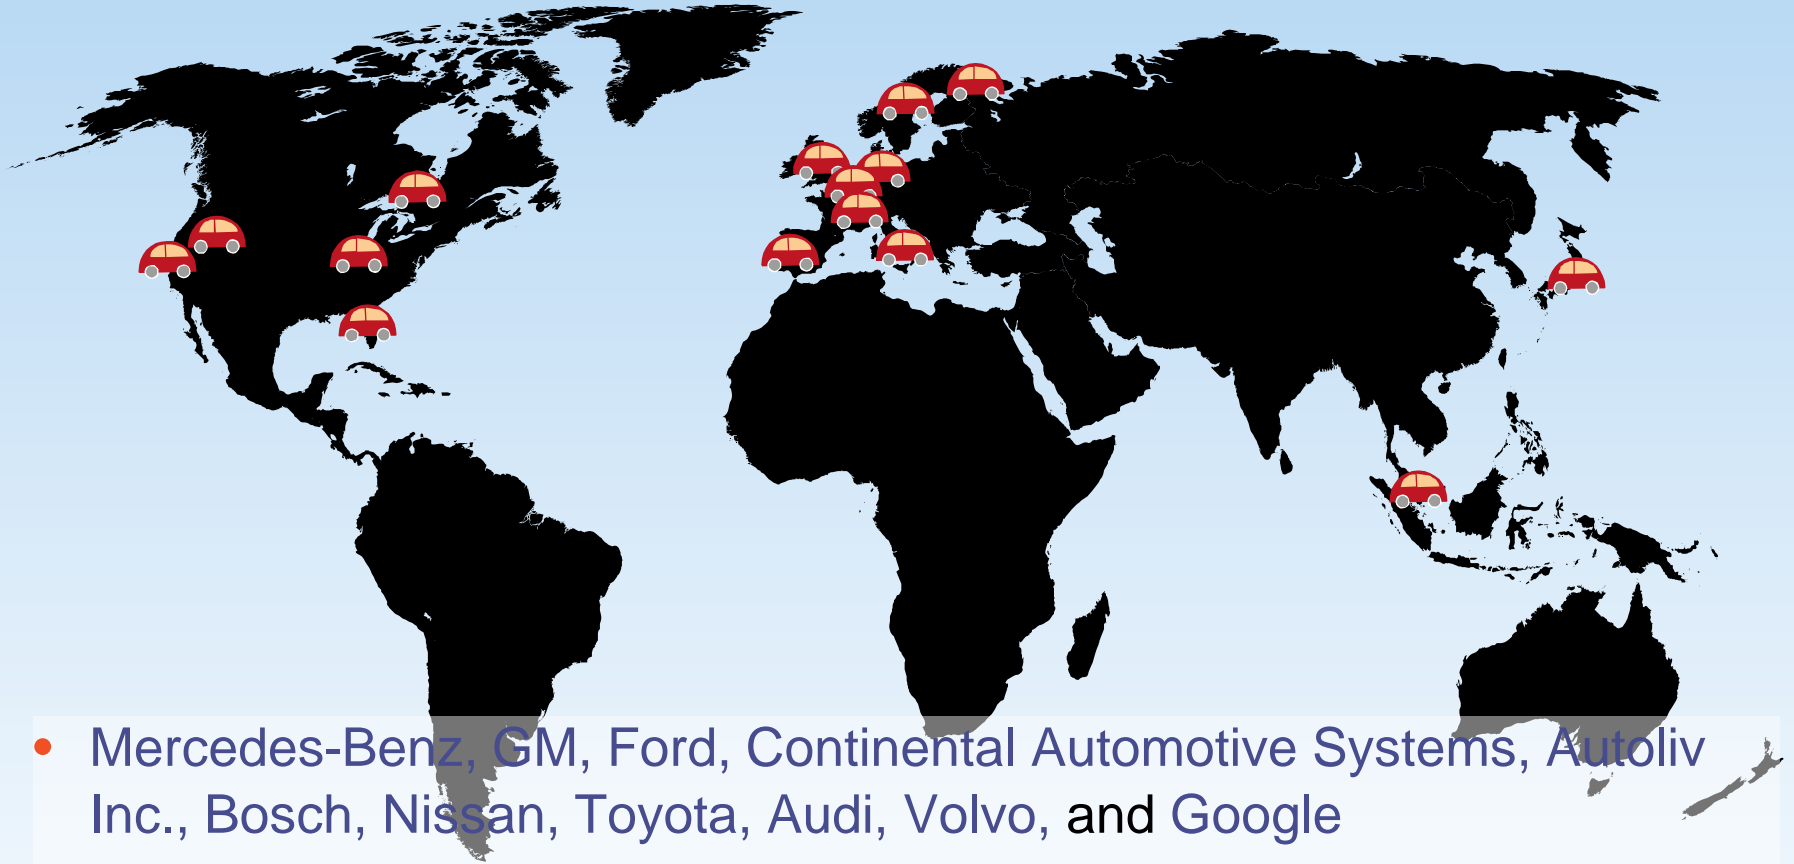 • Mercedes-Benz, GM, Ford, Continental Automotive Systems, Autoliv
Inc., Bosch, Nissan, Toyota, Audi, Volvo, and Google